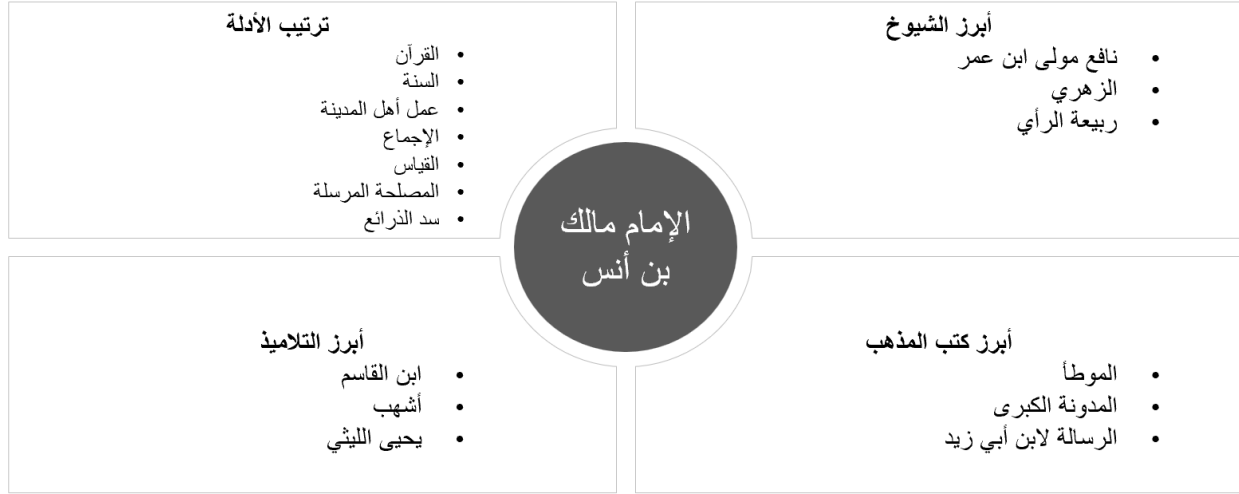 أبرز الشيوخ
• نافع مولى ابن عمر
• الزهري
• ربيعة الرأي
ترتيب الأدلة
• القرآن
• السنة
• عمل أهل المدينة
• الإجماع
• القياس
• المصلحة المرسلة
• سد الذرائع
الإمام مالك
بن أنس
أبرز كتب المذهب
• الموطأ
• المدونة الكبرى
• الرسالة لابن أبي زيد
أبرز التلاميذ
• ابن القاسم
• أشهب
• يحيى الليثي